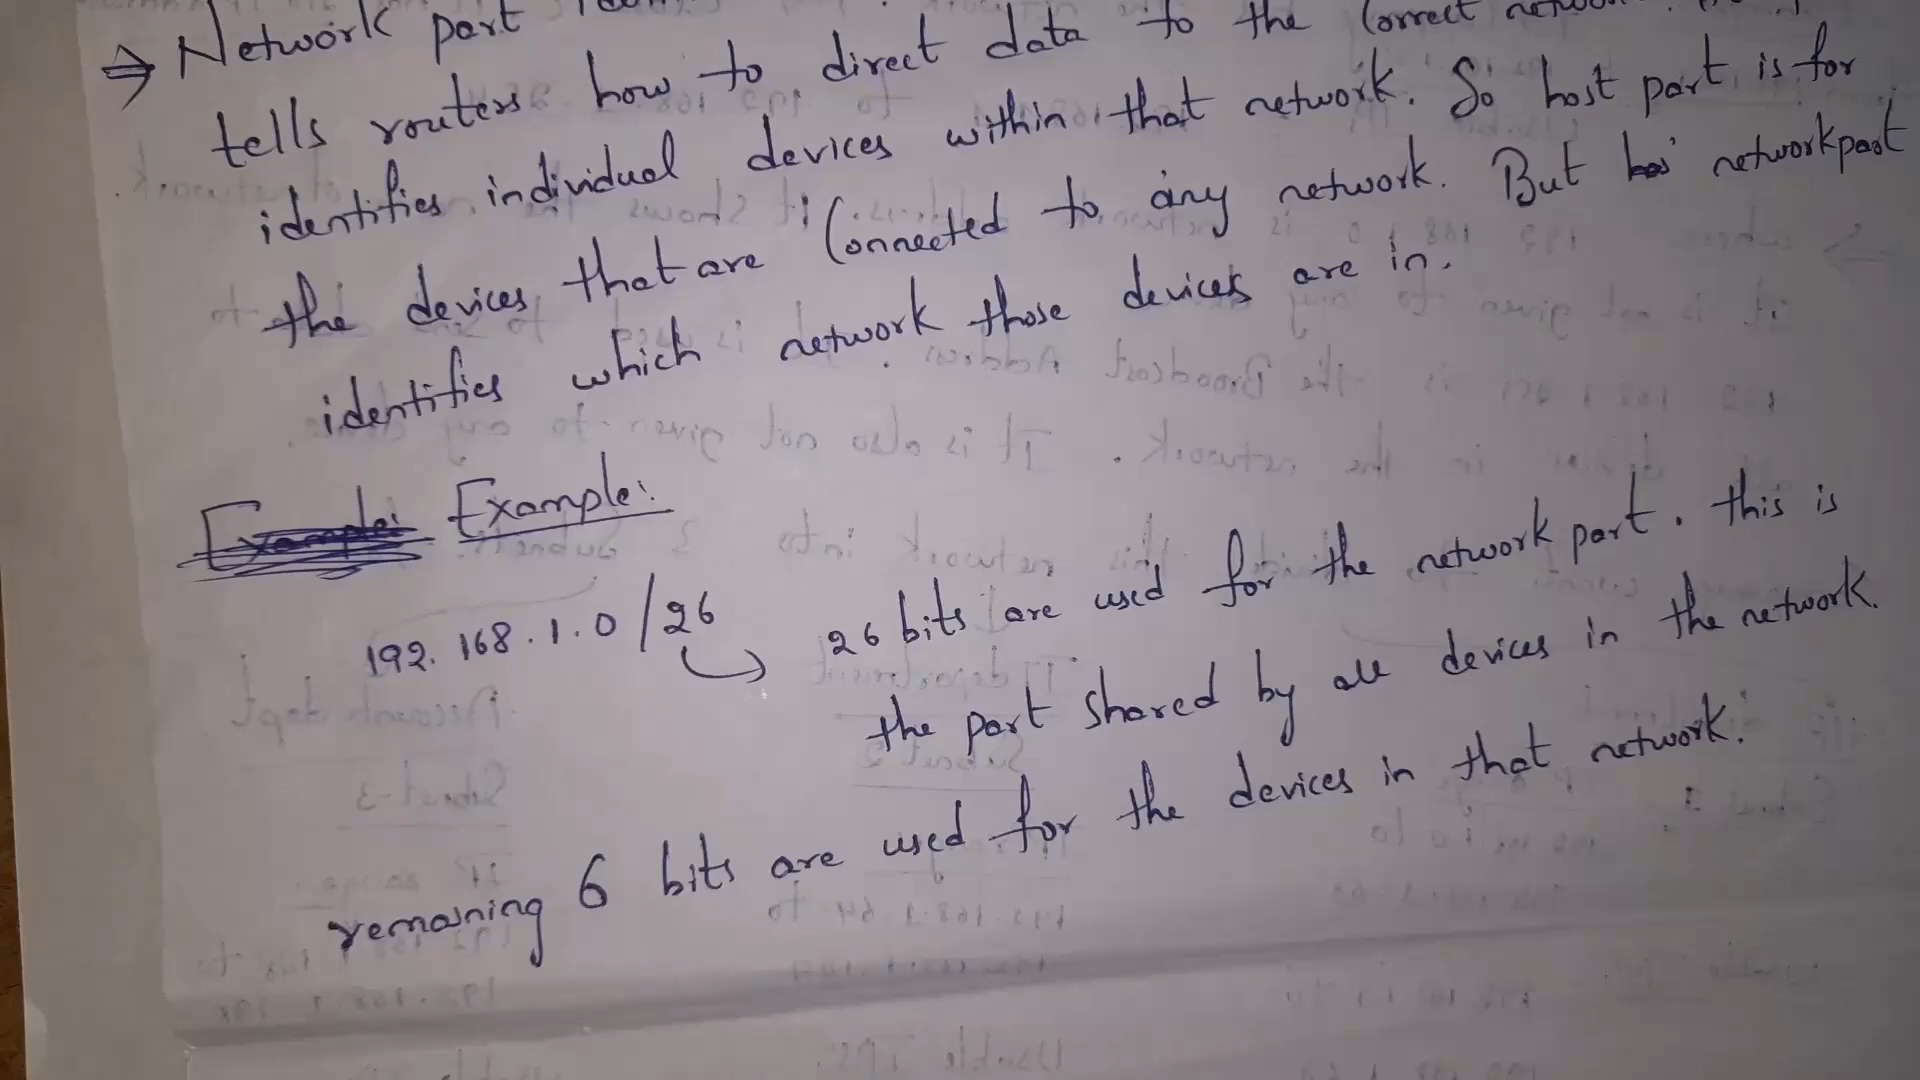 ⇒ Network part
tells routers how to direct data to the correct
identifies individual devices within that network. So host part is for
the devices that are connected to any network. But networkpart
identifies which network those devices are in.
Example: Example:
192.168.1.0/26 26 bits are used for the network part. this is
the part shared by all devices in the network.
remaining 6 bits are used for the devices in that network.